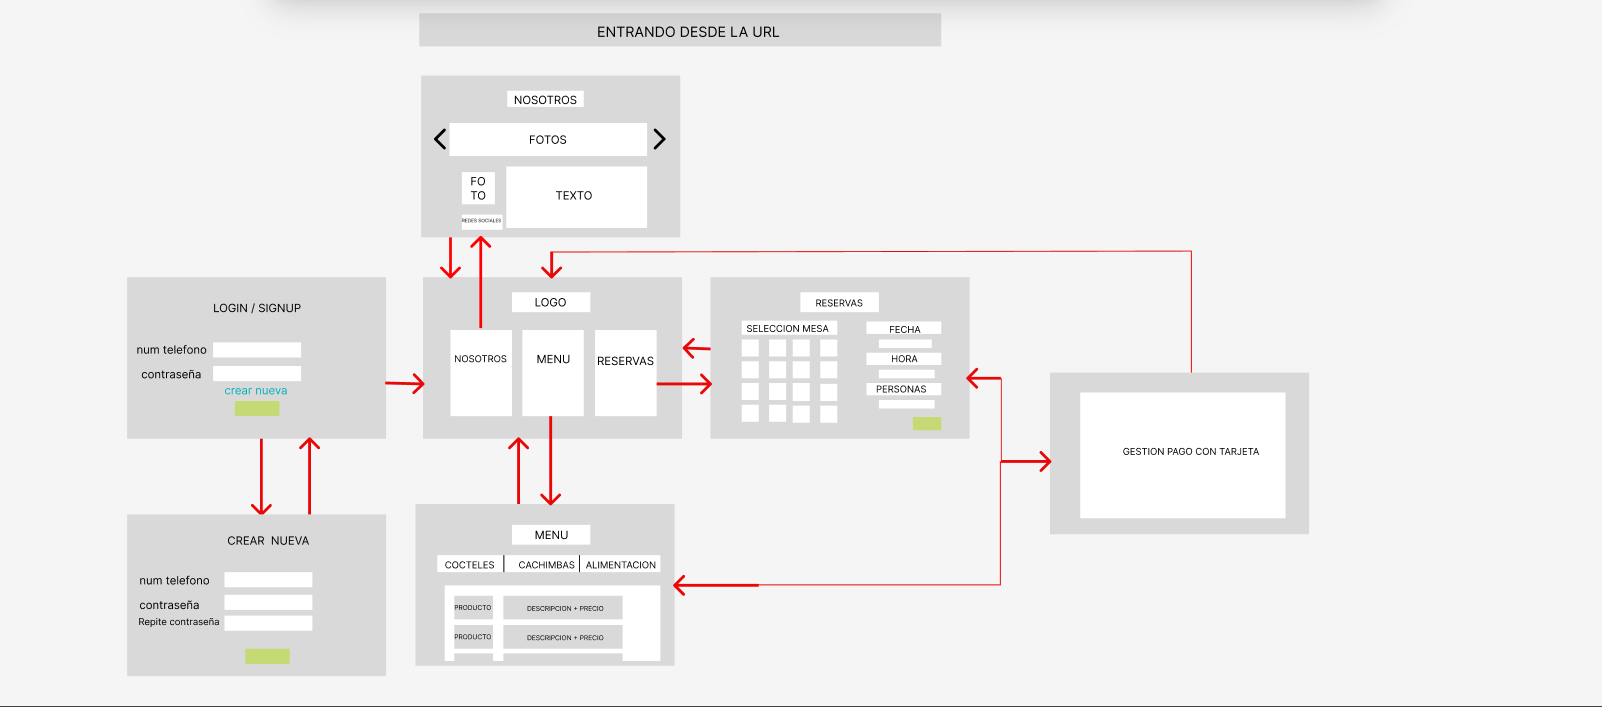 ENTRANDO DESDE LA URL
NOSOTROS
FOTOS
FO
TO
TEXTO
REDES SOCIALES
LOGIN / SIGNUP
num telefono
contraseña
crear nueva
LOGO
NOSOTROS
MENU
RESERVAS
RESERVAS
SELECCION MESA
FECHA
HORA
PERSONAS
GESTION PAGO CON TARJETA
CREAR NUEVA
num telefono
contraseña
Repite contraseña
MENU
COCTELES
CACHIMBAS
ALIMENTACION
PRODUCTO
DESCRIPCION + PRECIO
PRODUCTO
DESCRIPCION + PRECIO